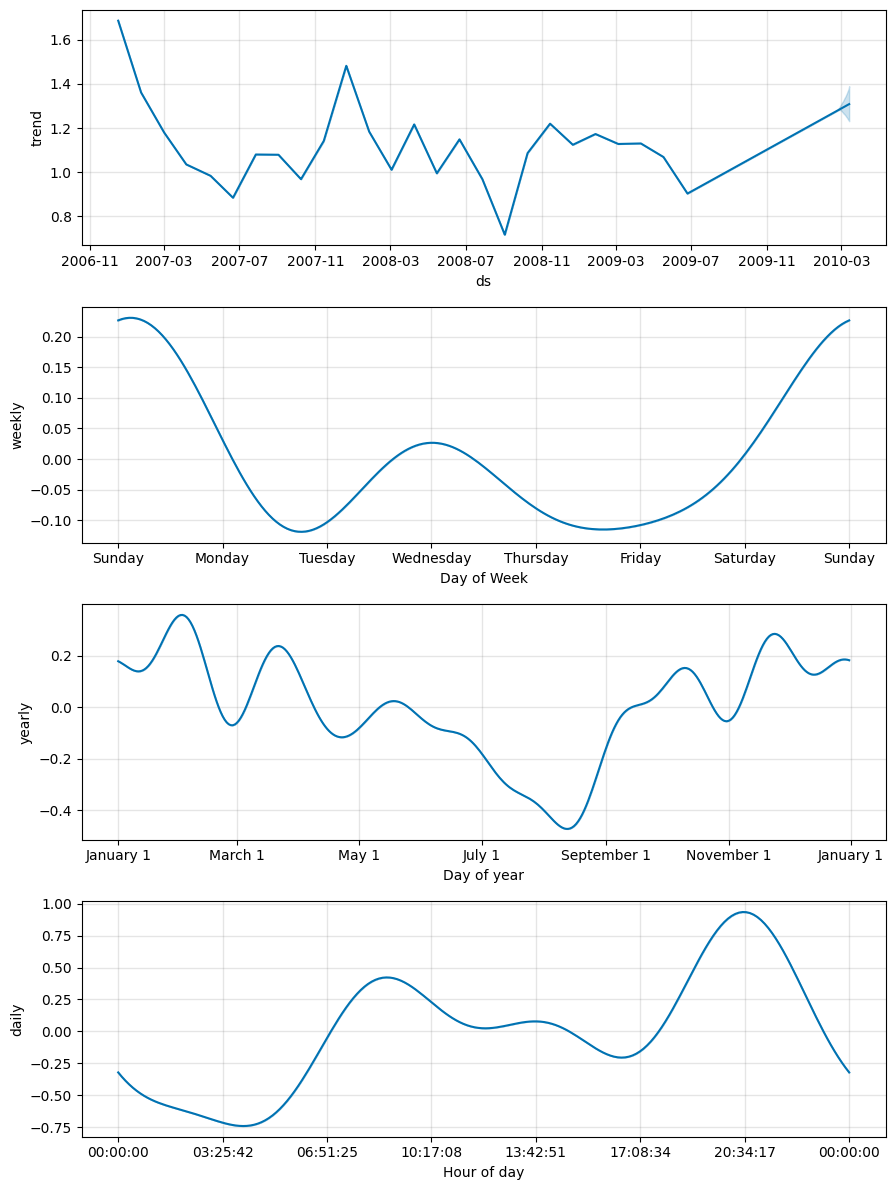 1.6
1.4
1.2
1.0
0.8
trend
2006-11 2007-03 2007-07 2007-11 2008-03 2008-07 2008-11 2009-03 2009-07 2009-11 2010-03
ds
0.20
0.15
0.10
0.05
0.00
−0.05
−0.10
weekly
Sunday Monday Tuesday Wednesday Thursday Friday Saturday Sunday
Day of Week
0.2
0.0
−0.2
−0.4
yearly
January 1 March 1 May 1 July 1 September 1 November 1 January 1
Day of year
1.00
0.75
0.50
0.25
0.00
−0.25
−0.50
−0.75
daily
00:00:00 03:25:42 06:51:25 10:17:08 13:42:51 17:08:34 20:34:17 00:00:00
Hour of day